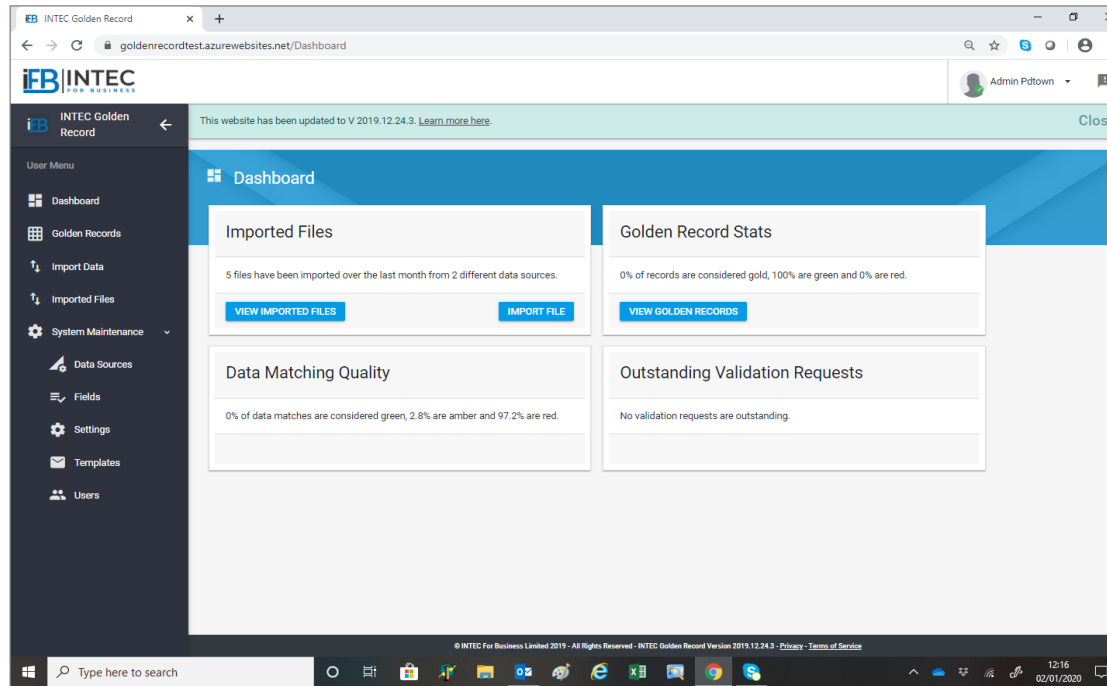 INTEC Golden Record
goldenrecordtest.azurewebsites.net/Dashboard
iFB INTEC
FOR BUSINESS
Admin Pdtown
iFB INTEC Golden
Record
This website has been updated to V 2019.12.24.3. Learn more here.
Clos
User Menu
Dashboard
Golden Records
Import Data
Imported Files
System Maintenance
Data Sources
Fields
Settings
Templates
Users
Dashboard
Imported Files
5 files have been imported over the last month from 2 different data sources.
VIEW IMPORTED FILES
IMPORT FILE
Golden Record Stats
0% of records are considered gold, 100% are green and 0% are red.
VIEW GOLDEN RECORDS
Data Matching Quality
0% of data matches are considered green, 2.8% are amber and 97.2% are red.
Outstanding Validation Requests
No validation requests are outstanding.
© INTEC For Business Limited 2019 - All Rights Reserved - INTEC Golden Record Version 2019.12.24.3 - Privacy - Terms of Service
Type here to search
12:16
02/01/2020